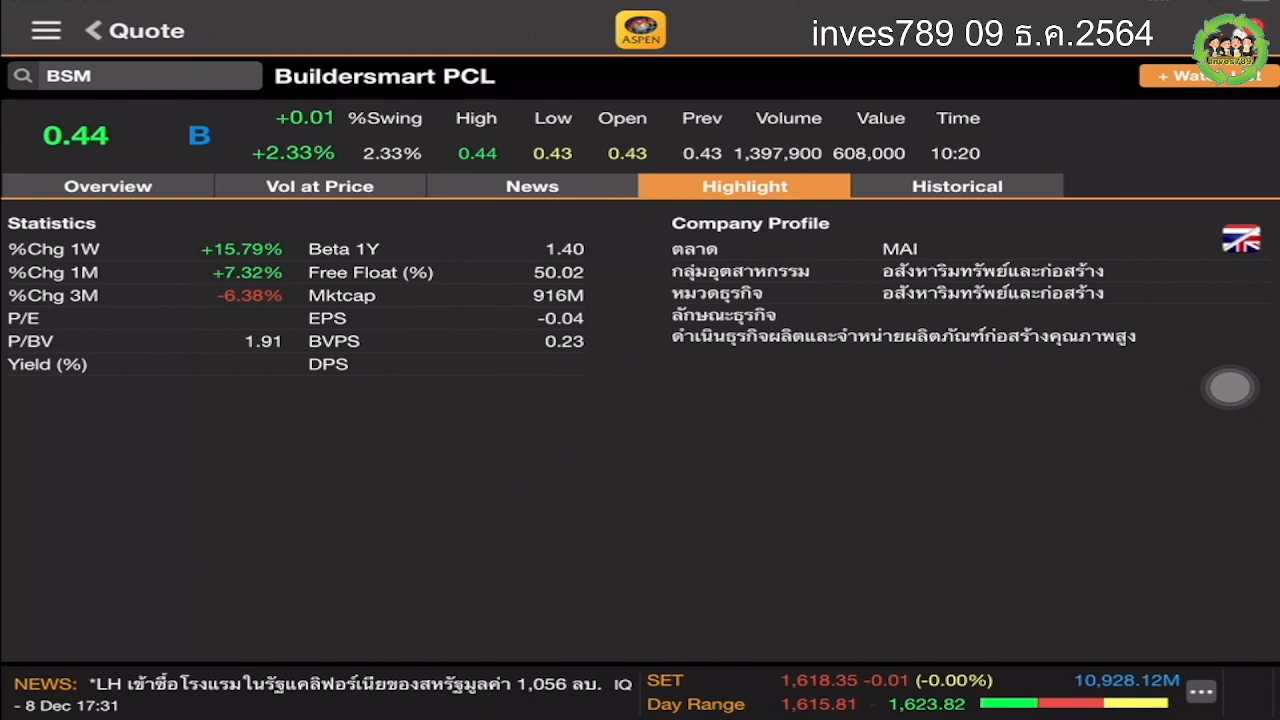 Quote
ASPEN
inves789 09 ธ.ค.2564
Inves789
BSM
Buildersmart PCL
0.44 B
+0.01 %Swing High Low Open Prev Volume Value Time
+2.33% 2.33% 0.44 0.43 0.43 0.43 1,397,900 608,000 10:20
Overview Vol at Price News Highlight Historical
Statistics
%Chg 1W +15.79% Beta 1Y 1.40
%Chg 1M +7.32% Free Float (%) 50.02
%Chg 3M -6.38% Mktcap 916M
P/E EPS -0.04
P/BV 1.91 BVPS 0.23
Yield (%) DPS
Company Profile
ตลาด MAI
กลุ่มอุตสาหกรรม อสังหาริมทรัพย์และก่อสร้าง
หมวดธุรกิจ อสังหาริมทรัพย์และก่อสร้าง
ลักษณะธุรกิจ
ดำเนินธุรกิจผลิตและจำหน่ายผลิตภัณฑ์ก่อสร้างคุณภาพสูง
NEWS: *LH เข้าซื้อโรงแรมในรัฐแคลิฟอร์เนียของสหรัฐมูลค่า 1,056 ลบ. IQ
- 8 Dec 17:31
SET 1,618.35 -0.01 (-0.00%) 10,928.12M
Day Range 1,615.81 - 1,623.82